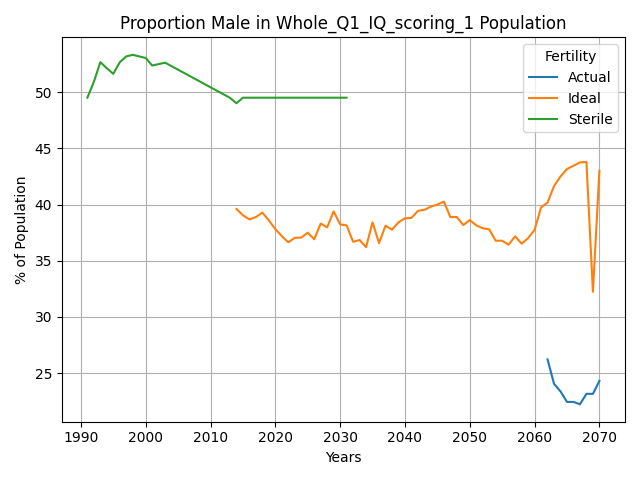 Proportion Male in Whole_Q1_IQ_scoring_1 Population
Fertility
Actual
Ideal
Sterile
% of Population
50
45
40
35
30
25
1990
2000
2010
2020
2030
2040
2050
2060
2070
Years